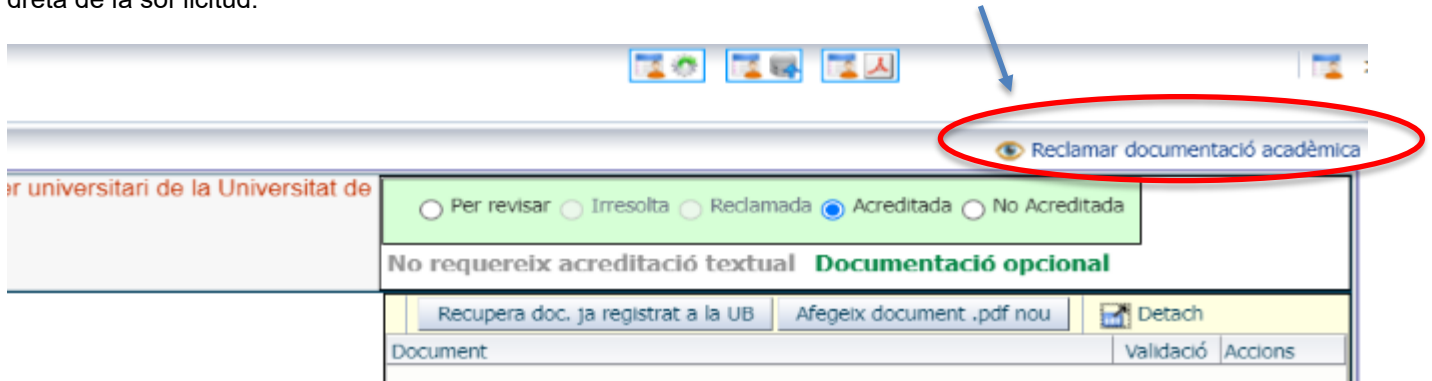 dreta de la sol·licitud.
Reclamar documentació acadèmica
er universitari de la Universitat de
Per revisar Irresolta Reclamada Acreditada No Acreditada
No requereix acreditació textual Documentació opcional
Recupera doc. ja registrat a la UB Afegeix document .pdf nou Detach
Document Validació Accions